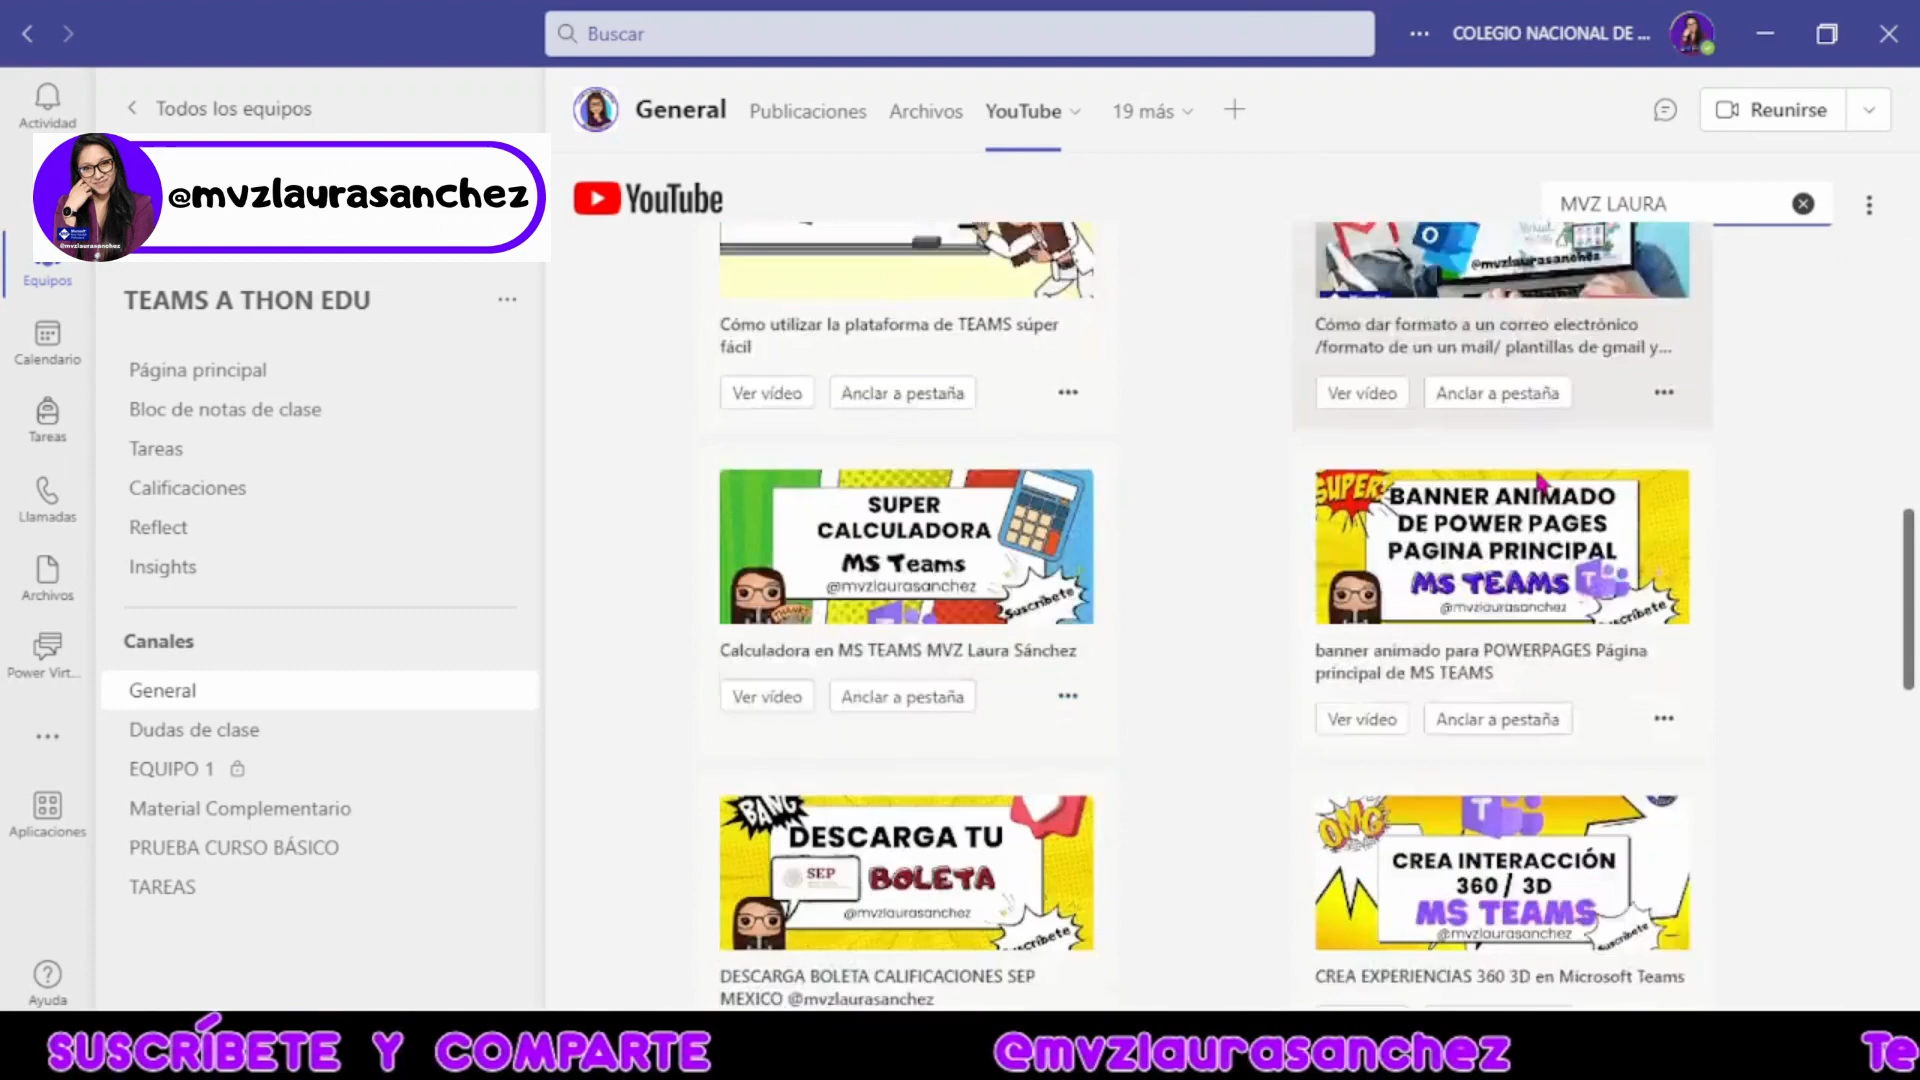 Buscar
COLEGIO NACIONAL DE ...
Actividad
Todos los equipos
General
Publicaciones
Archivos
YouTube
19 más
Reunirse
@mvzlaurasanchez
YouTube
MVZ LAURA
Equipos
TEAMS A THON EDU
Calendario
Tareas
Llamadas
Archivos
Power Virt...
Aplicaciones
Ayuda
Página principal
Bloc de notas de clase
Tareas
Calificaciones
Reflect
Insights
Canales
General
Dudas de clase
EQUIPO 1
Material Complementario
PRUEBA CURSO BÁSICO
TAREAS
Cómo utilizar la plataforma de TEAMS súper
fácil
Ver vídeo
Anclar a pestaña
@mvzlaurasanchez
Cómo dar formato a un correo electrónico
/formato de un un mail/ plantillas de gmail y...
Ver vídeo
Anclar a pestaña
SUPER
CALCULADORA
MS Teams
@mvzlaurasanchez
Suscríbete
Calculadora en MS TEAMS MVZ Laura Sánchez
Ver vídeo
Anclar a pestaña
SUPER
BANNER ANIMADO
DE POWER PAGES
PAGINA PRINCIPAL
MS TEAMS
@mvzlaurasanchez
banner animado para POWERPAGES Página
principal de MS TEAMS
Ver vídeo
Anclar a pestaña
BANG
DESCARGA TU
SEP
BOLETA
@mvzlaurasanchez
DESCARGA BOLETA CALIFICACIONES SEP
MEXICO @mvzlaurasanchez
OMG
CREA INTERACCIÓN
360 / 3D
MS TEAMS
@mvzlaurasanchez
Suscríbete
CREA EXPERIENCIAS 360 3D en Microsoft Teams
SUSCRÍBETE Y COMPARTE
@mvzlaurasanchez
Te